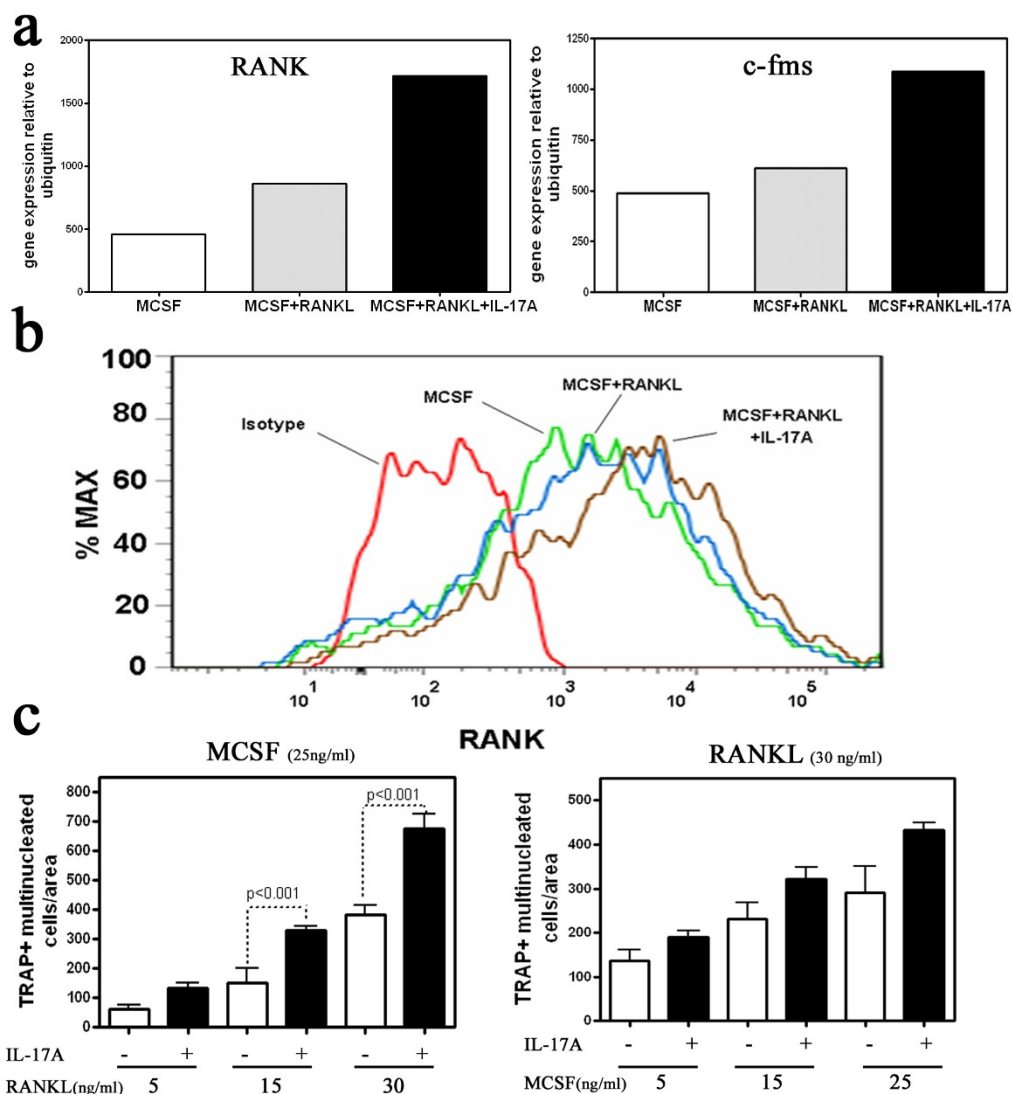 a
RANK
gene expression relative to
ubiquitin
2000
1500
1000
500
0
MCSF
MCSF+RANKL
MCSF+RANKL+IL-17A
c-fms
gene expression relative to
ubiquitin
1250
1000
750
500
250
0
MCSF
MCSF+RANKL
MCSF+RANKL+IL-17A
b
% MAX
100
80
60
40
20
0
Isotype
MCSF
MCSF+RANKL
MCSF+RANKL
+IL-17A
10^1
10^2
10^3
10^4
10^5
RANK
c
MCSF (25ng/ml)
TRAP+ multinucleated
cells/area
800
700
600
500
400
300
200
100
0
p<0.001
p<0.001
IL-17A - + - + - +
RANKL(ng/ml) 5 15 30
RANKL (30 ng/ml)
TRAP+ multinucleated
cells/area
500
400
300
200
100
0
IL-17A - + - + - +
MCSF(ng/ml) 5 15 25